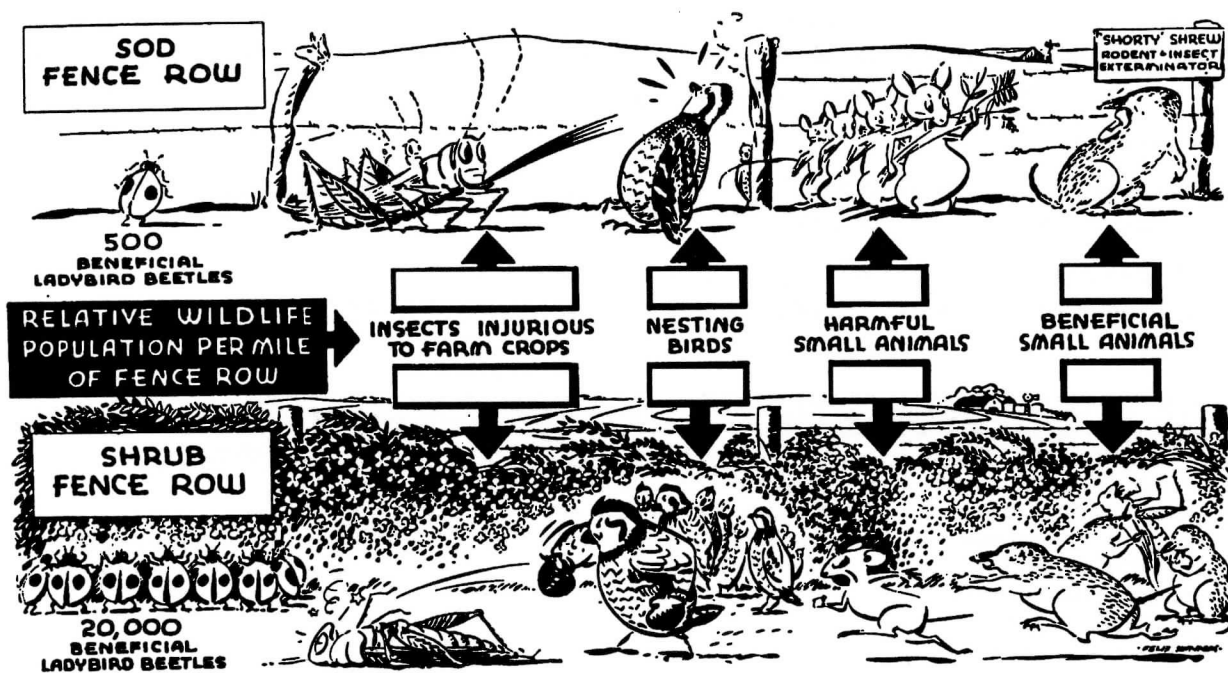 SOD
FENCE ROW
"SHORTY" SHREW
RODENT & INSECT
EXTERMINATOR
500
BENEFICIAL
LADYBIRD BEETLES
RELATIVE WILDLIFE
POPULATION PER MILE
OF FENCE ROW
INSECTS INJURIOUS
TO FARM CROPS
NESTING
BIRDS
HARMFUL
SMALL ANIMALS
BENEFICIAL
SMALL ANIMALS
SHRUB
FENCE ROW
20,000
BENEFICIAL
LADYBIRD BEETLES